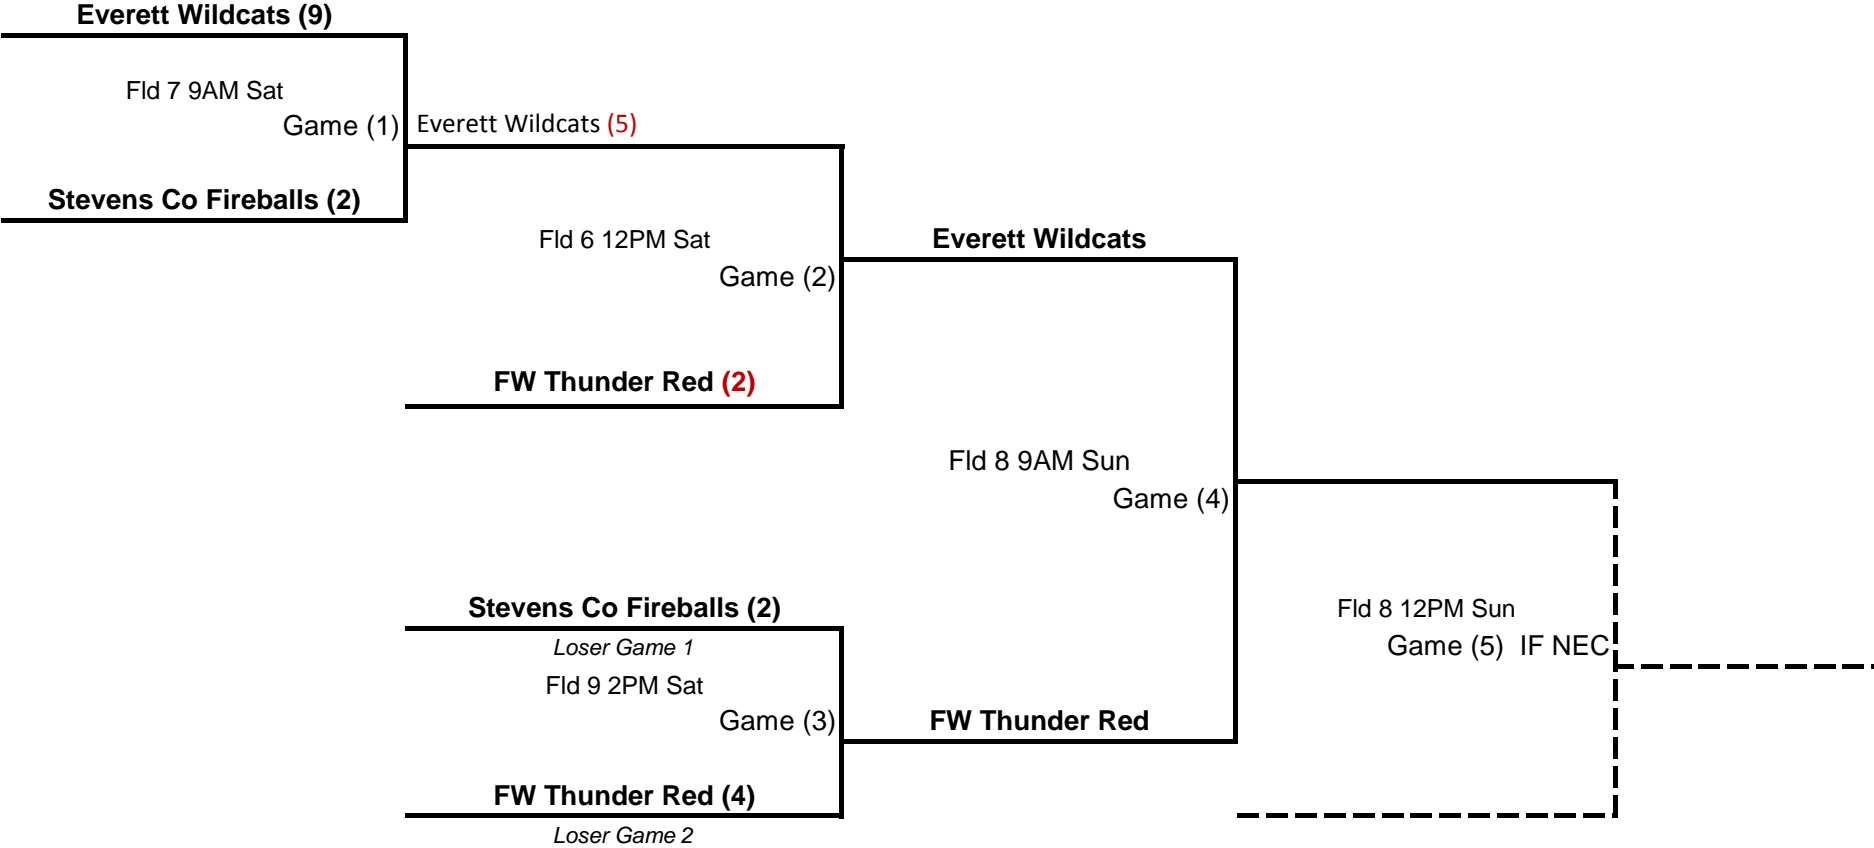 Everett Wildcats (9)
Fld 7 9AM Sat
Game (1)
Everett Wildcats (5)
Stevens Co Fireballs (2)
Fld 6 12PM Sat
Game (2)
Everett Wildcats
FW Thunder Red (2)
Fld 8 9AM Sun
Game (4)
Stevens Co Fireballs (2)
Loser Game 1
Fld 9 2PM Sat
Game (3)
FW Thunder Red
Fld 8 12PM Sun
Game (5) IF NEC
FW Thunder Red (4)
Loser Game 2